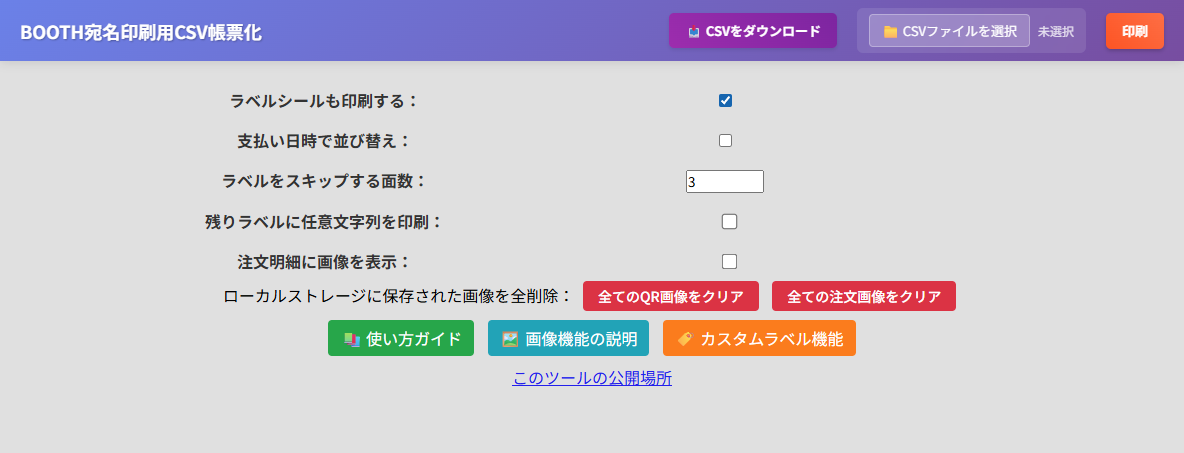 BOOTH宛名印刷用CSV帳票化
CSVをダウンロード
CSVファイルを選択
未選択
印刷
ラベルシールも印刷する：
支払い日時で並び替え：
ラベルをスキップする面数：
3
残りラベルに任意文字列を印刷：
注文明細に画像を表示：
ローカルストレージに保存された画像を全削除： 全てのQR画像をクリア 全ての注文画像をクリア
使い方ガイド 画像機能の説明 カスタムラベル機能
このツールの公開場所